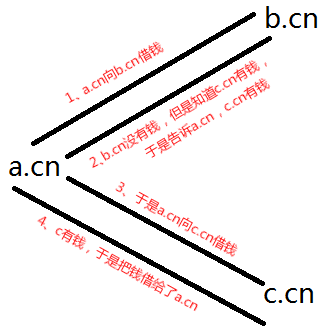 b.cn
1、a.cn向b.cn借钱
2、b.cn没有钱，但是知道c.cn有钱，
于是告诉a.cn，c.cn有钱
a.cn
3、于是a.cn向c.cn借钱
4、c有钱，于是把钱借给了a.cn
c.cn